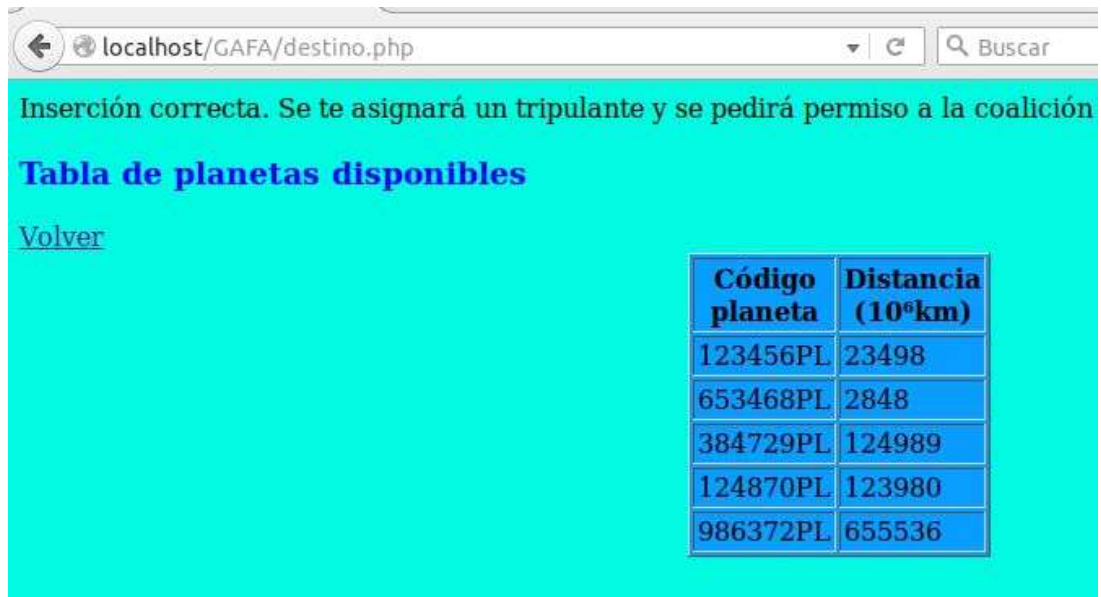 localhost/GAFA/destino.php
Buscar
Inserción correcta. Se te asignará un tripulante y se pedirá permiso a la coalición
Tabla de planetas disponibles
Volver
Código planeta Distancia (10⁶km)
123456PL 23498
653468PL 2848
384729PL 124989
124870PL 123980
986372PL 655536